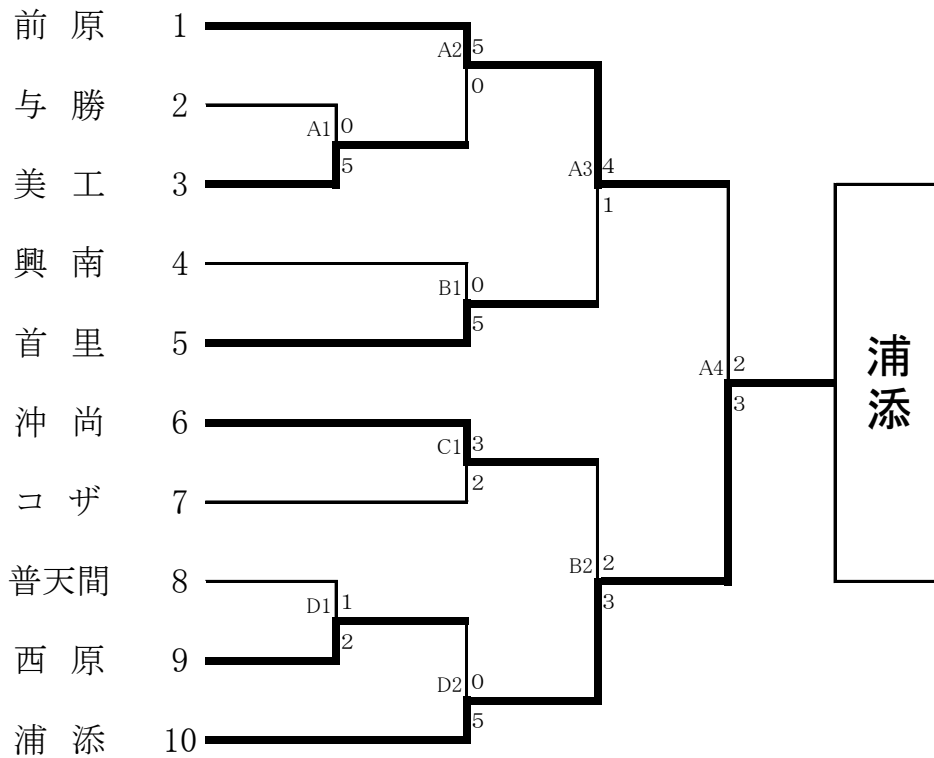 前 原 1
A2 5
0
与 勝 2
A1 0
5
美 工 3
A3 4
1
興 南 4
B1 0
5
首 里 5
A4 2
3
浦添
沖 尚 6
C1 3
2
コ ザ 7
B2 2
3
普天間 8
D1 1
2
西 原 9
D2 0
5
浦 添 10